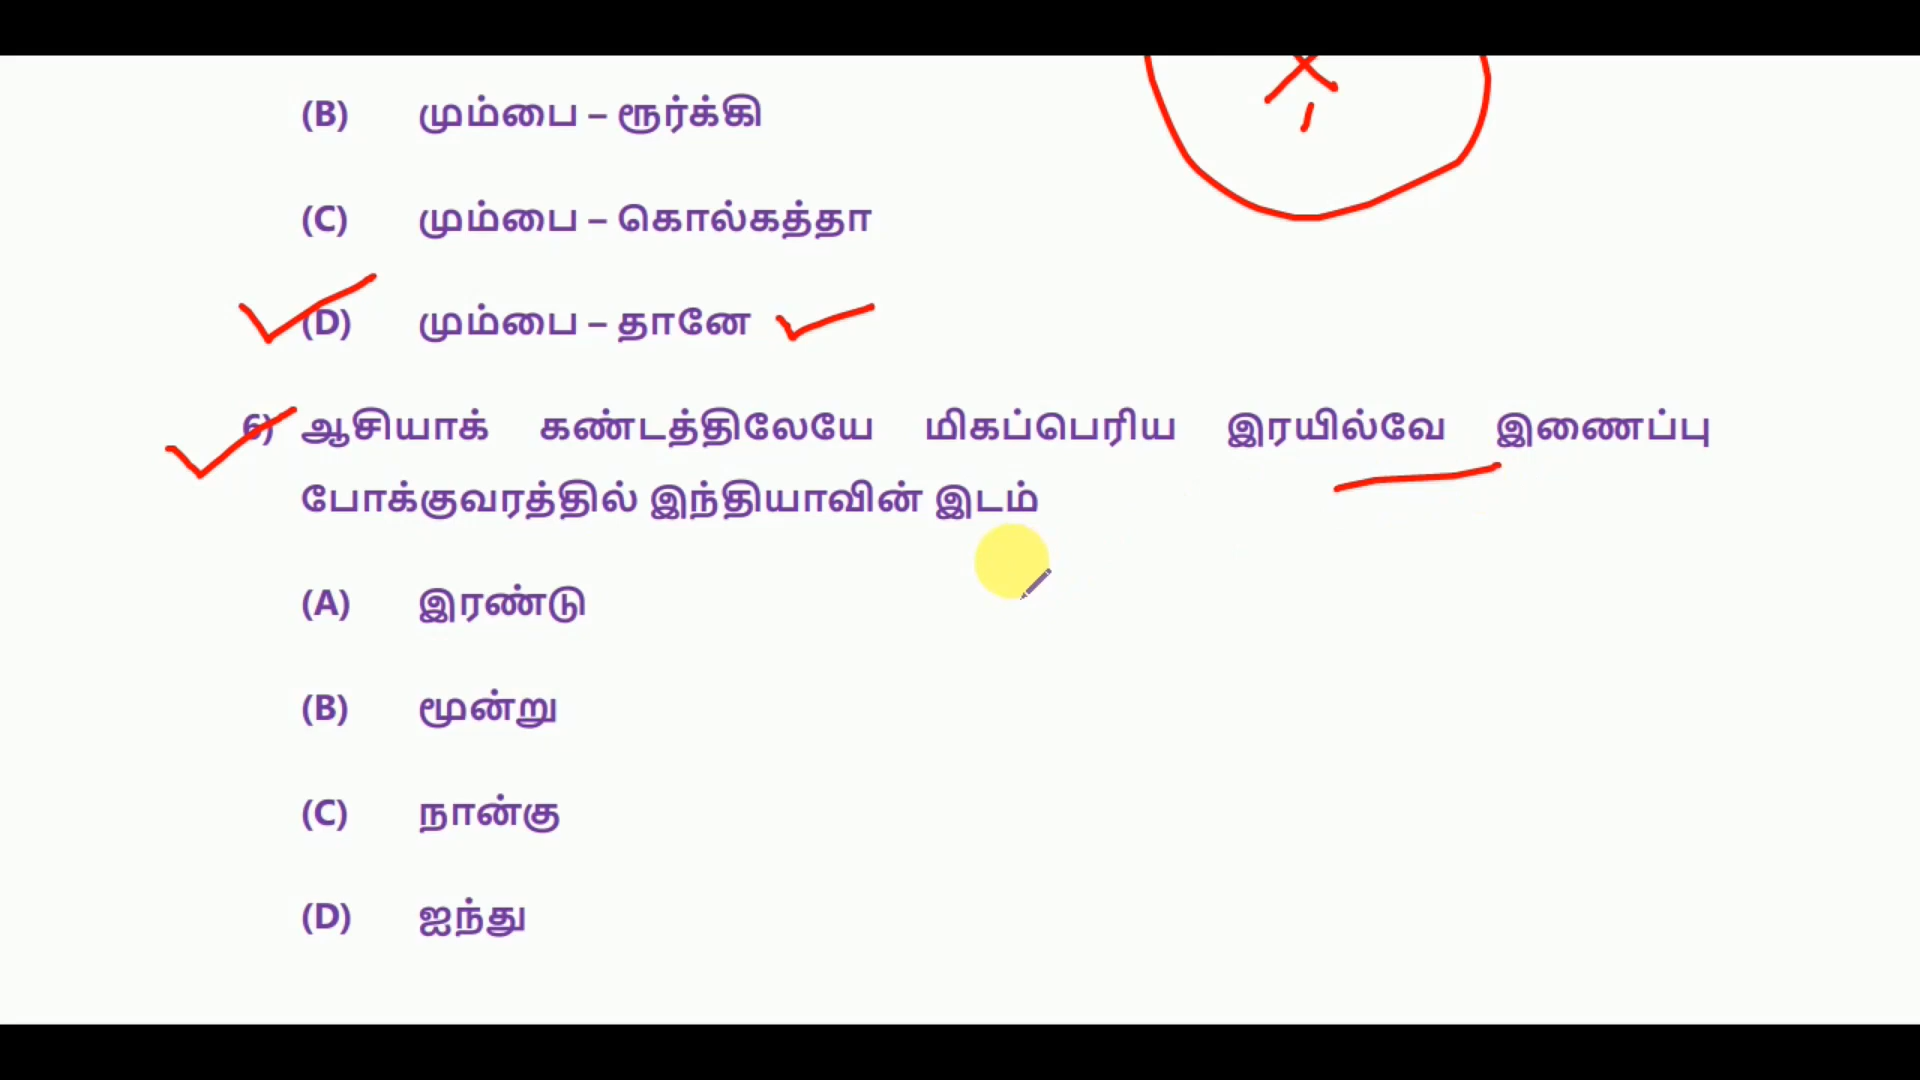 (B) மும்பை – ரூர்க்கி
(C) மும்பை – கொல்கத்தா
(D) மும்பை – தானே
6) ஆசியாக் கண்டத்திலேயே மிகப்பெரிய இரயில்வே இணைப்பு
போக்குவரத்தில் இந்தியாவின் இடம்
(A) இரண்டு
(B) மூன்று
(C) நான்கு
(D) ஐந்து